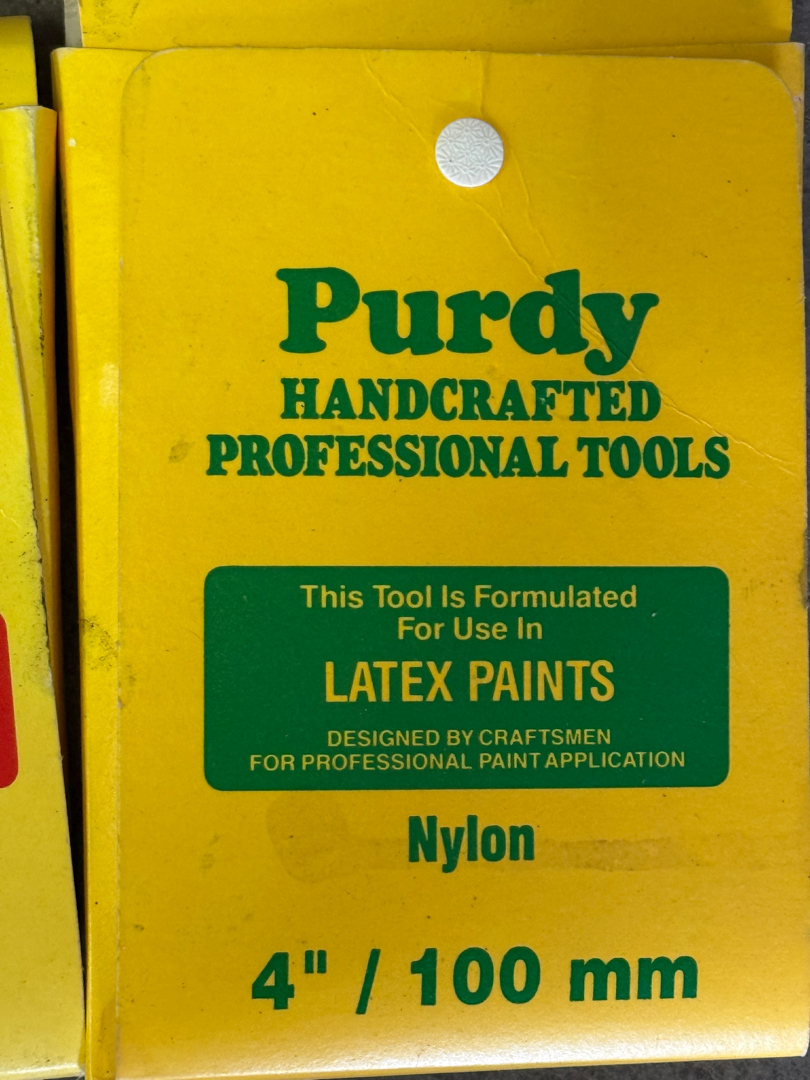 Purdy
HANDCRAFTED
PROFESSIONAL TOOLS
This Tool Is Formulated
For Use In
LATEX PAINTS
DESIGNED BY CRAFTSMEN
FOR PROFESSIONAL PAINT APPLICATION
Nylon
4" / 100 mm